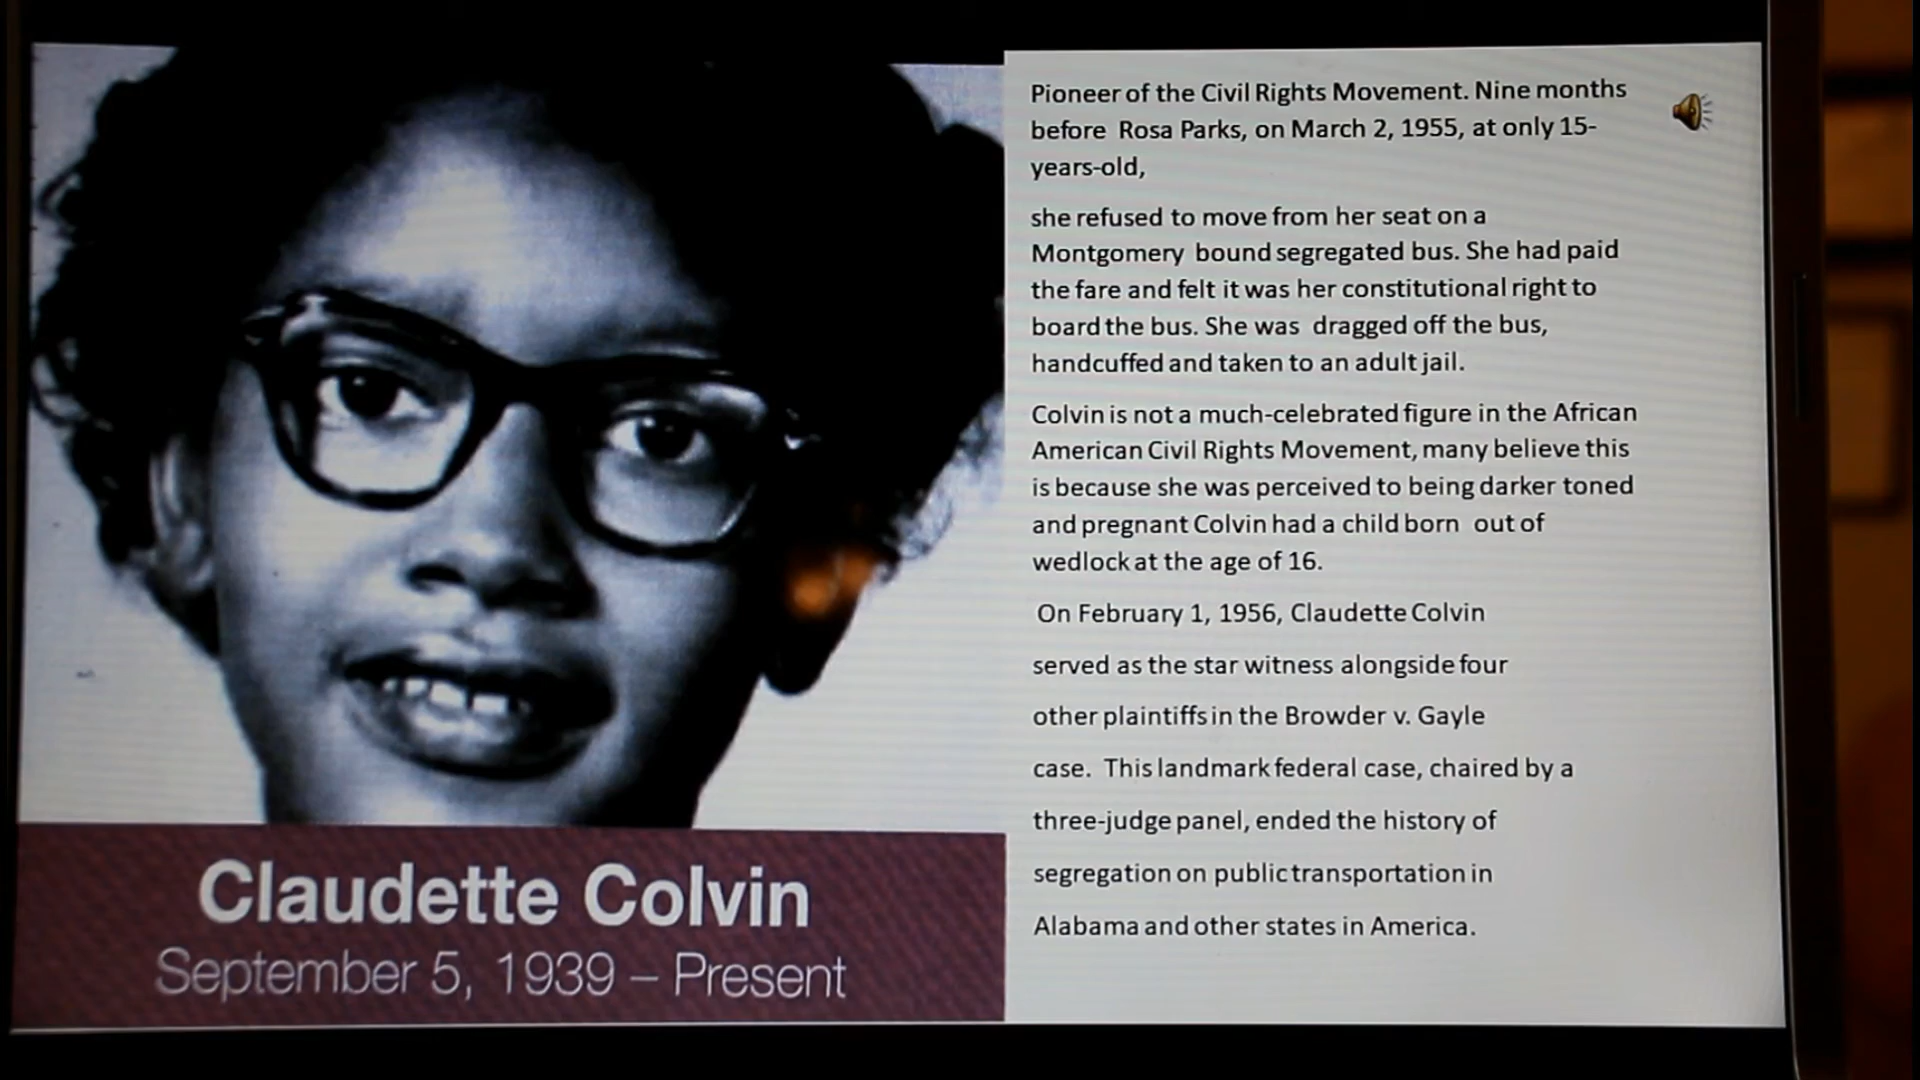 Pioneer of the Civil Rights Movement. Nine months
before Rosa Parks, on March 2, 1955, at only 15-
years-old,
she refused to move from her seat on a
Montgomery bound segregated bus. She had paid
the fare and felt it was her constitutional right to
board the bus. She was dragged off the bus,
handcuffed and taken to an adult jail.
Colvin is not a much-celebrated figure in the African
American Civil Rights Movement, many believe this
is because she was perceived to being darker toned
and pregnant Colvin had a child born out of
wedlock at the age of 16.
On February 1, 1956, Claudette Colvin
served as the star witness alongside four
other plaintiffs in the Browder v. Gayle
case. This landmark federal case, chaired by a
three-judge panel, ended the history of
segregation on public transportation in
Alabama and other states in America.
Claudette Colvin
September 5, 1939 – Present